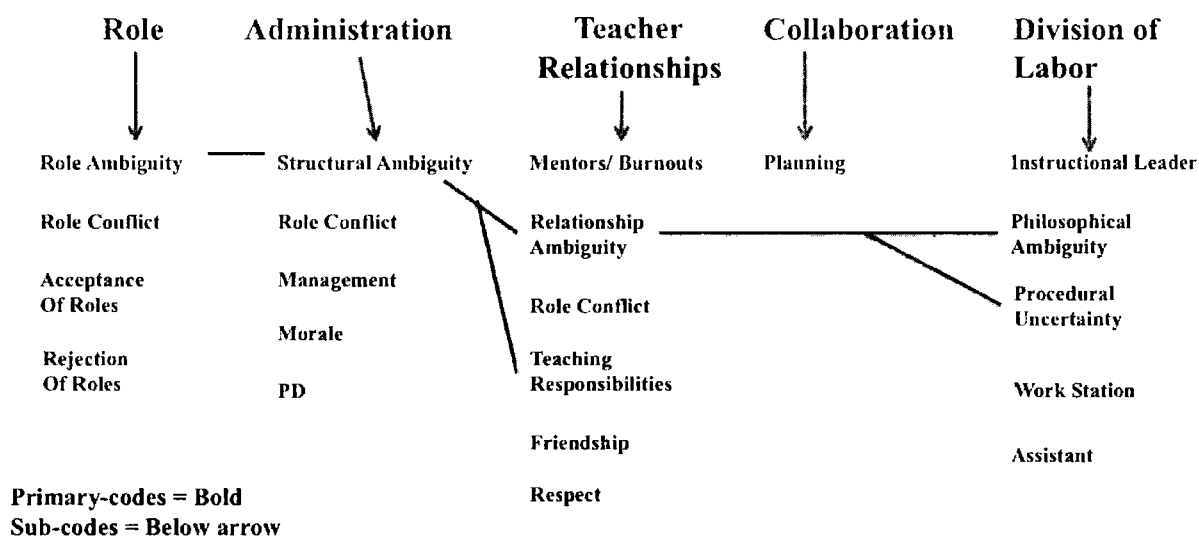 Role
Administration
Teacher
Relationships
Collaboration
Division of
Labor
Role Ambiguity
Structural Ambiguity
Mentors/ Burnouts
Planning
Instructional Leader
Role Conflict
Role Conflict
Relationship
Ambiguity
Philosophical
Ambiguity
Acceptance
Of Roles
Management
Role Conflict
Procedural
Uncertainty
Morale
Rejection
Of Roles
PD
Teaching
Responsibilities
Work Station
Friendship
Assistant
Respect
Primary-codes = Bold
Sub-codes = Below arrow